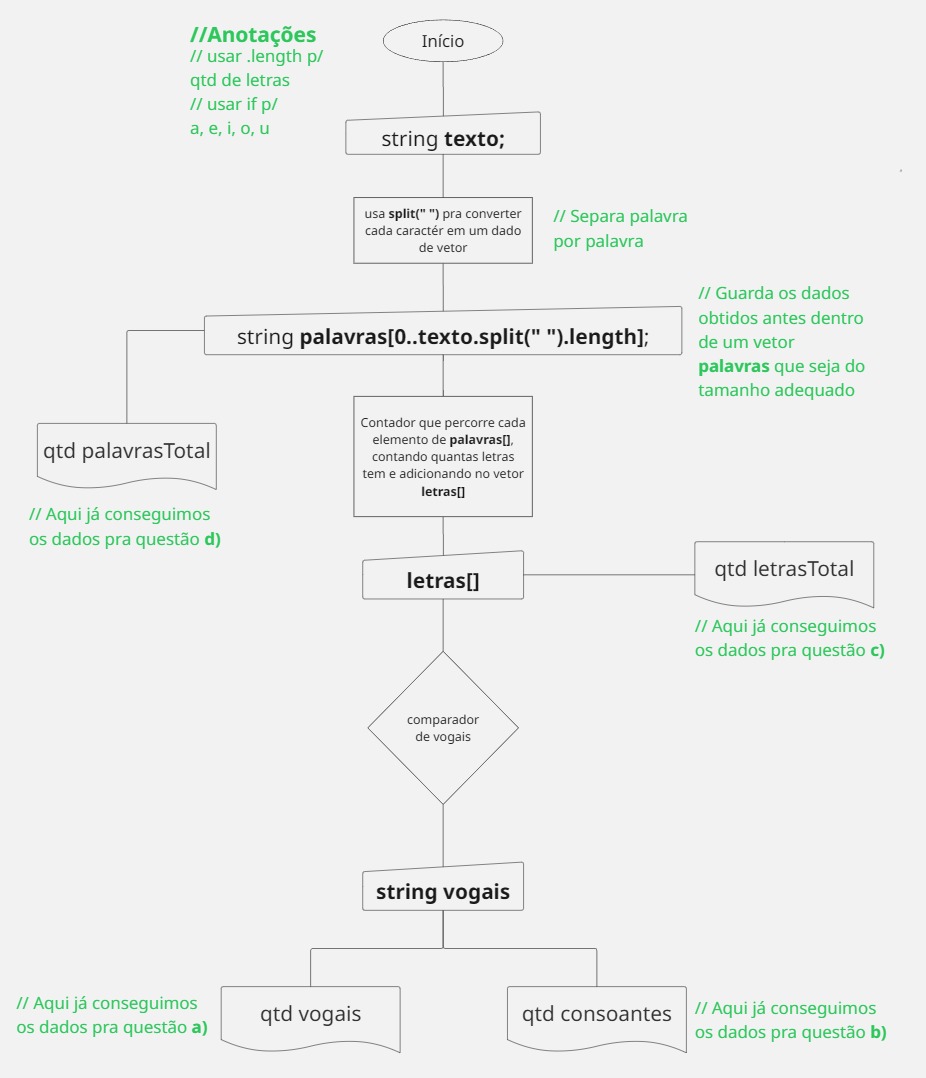 //Anotações
// usar .length p/
qtd de letras
// usar if p/
a, e, i, o, u
Início
string texto;
usa split(" ") pra converter
cada caractér em um dado
de vetor
// Separa palavra
por palavra
string palavras[0..texto.split(" ").length];
// Guarda os dados
obtidos antes dentro
de um vetor
palavras que seja do
tamanho adequado
qtd palavrasTotal
// Aqui já conseguimos
os dados pra questão d)
Contador que percorre cada
elemento de palavras[],
contando quantas letras
tem e adicionando no vetor
letras[]
letras[]
qtd letrasTotal
// Aqui já conseguimos
os dados pra questão c)
comparador
de vogais
string vogais
// Aqui já conseguimos
os dados pra questão a)
qtd vogais
qtd consoantes
// Aqui já conseguimos
os dados pra questão b)